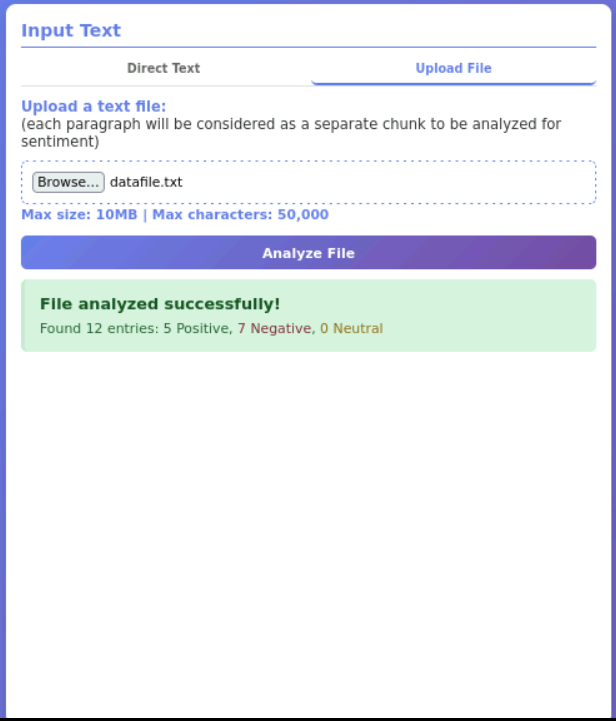 Input Text
Direct Text
Upload File
Upload a text file:
(each paragraph will be considered as a separate chunk to be analyzed for
sentiment)
Browse... datafile.txt
Max size: 10MB | Max characters: 50,000
Analyze File
File analyzed successfully!
Found 12 entries: 5 Positive, 7 Negative, 0 Neutral